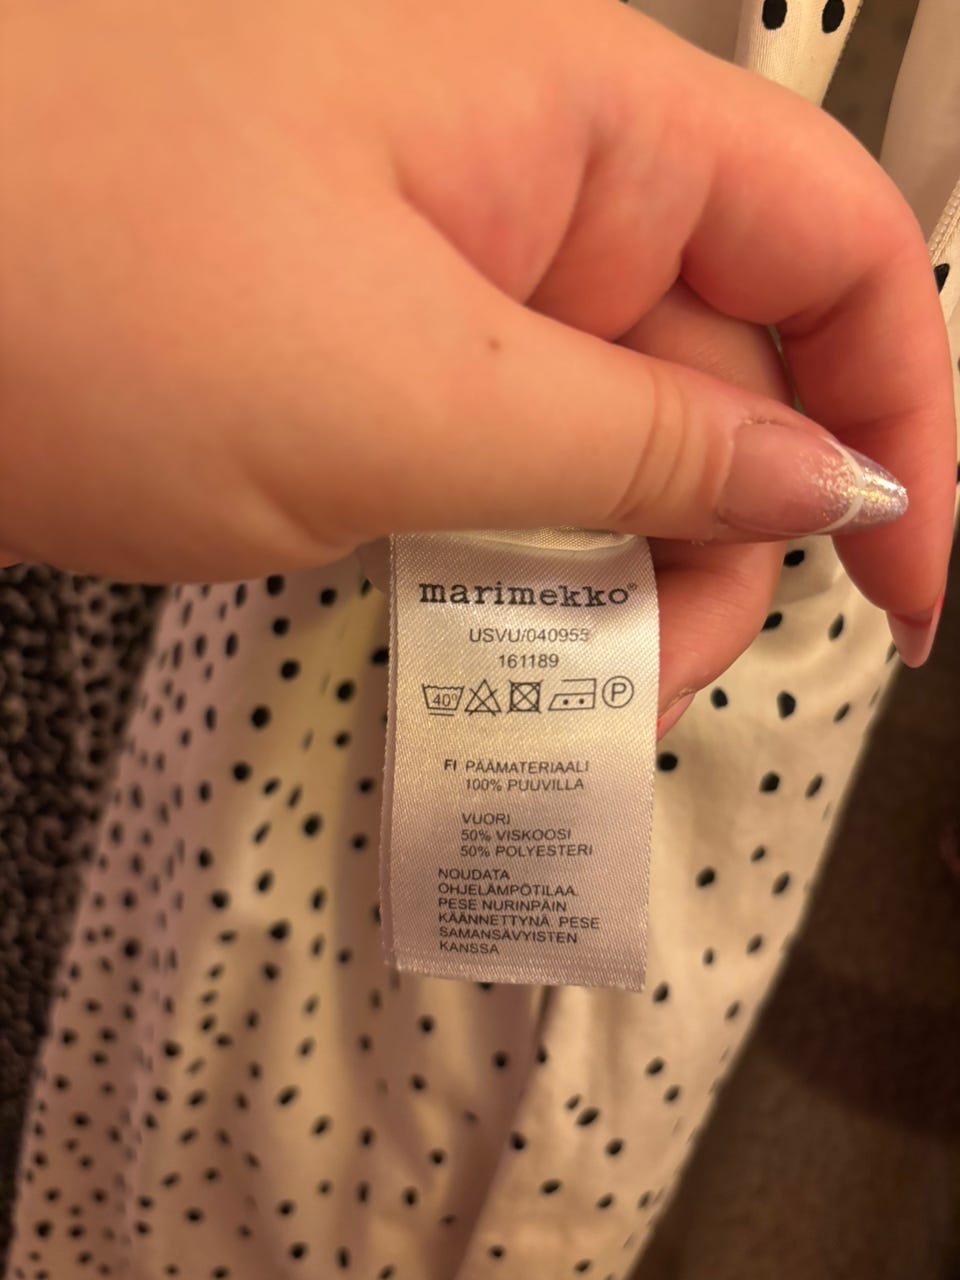 marimekko®
USVU/040953
161189
40° P
FI PÄÄMATERIAALI
100% PUUVILLA
VUORI
50% VISKOOSI
50% POLYESTERI
NOUDATA
OHJELÄMPÖTILAA.
PESE NURINPÄIN
KÄÄNNETTYNÄ. PESE
SAMANSÄVYISTEN
KANSSA